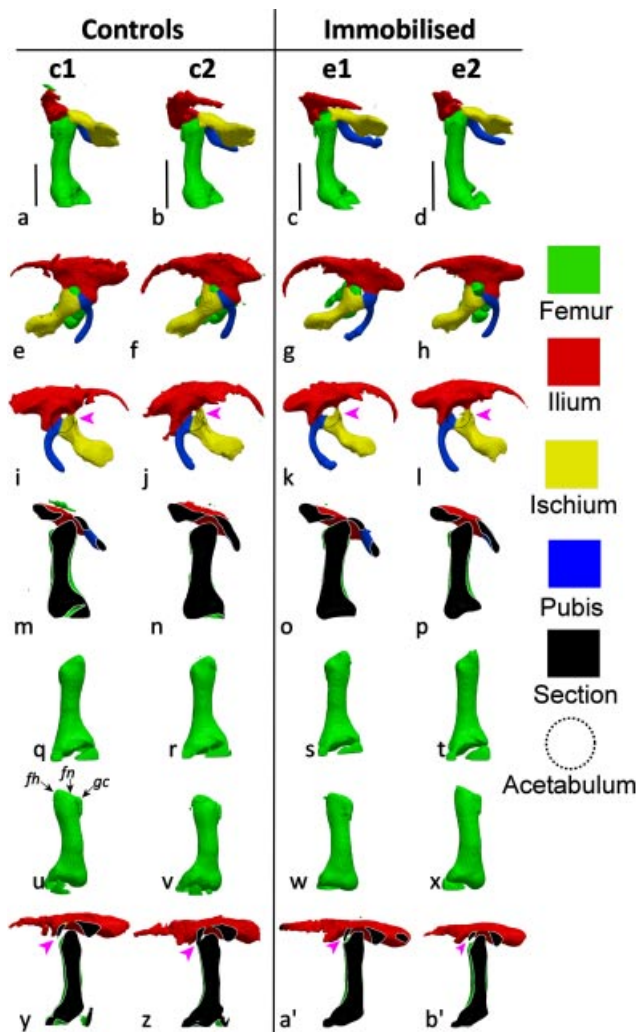 Controls Immobilised
c1 c2 e1 e2
a b c d
e f g h
Femur
Ilium
i j k l
Ischium
Pubis
m n o p
Section
q r s t
Acetabulum
fh fn gc
u v w x
y z a' b'